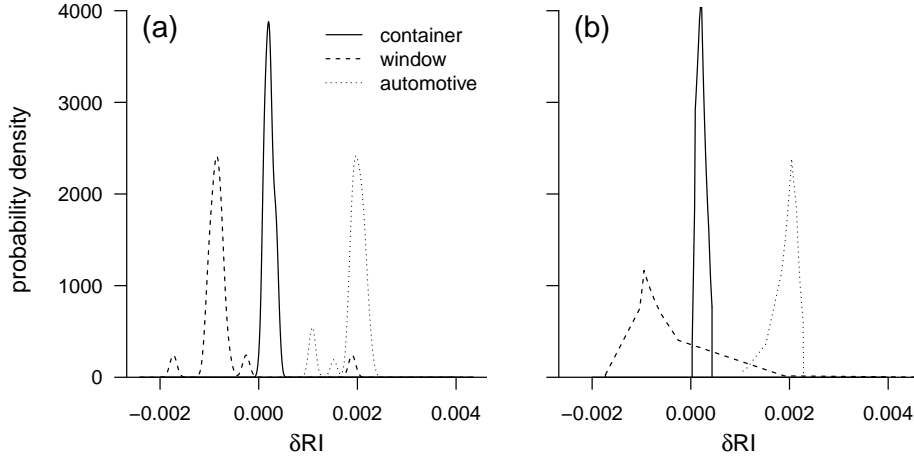 (a)
container
window
automotive
(b)
probability density
4000
3000
2000
1000
0
−0.002
0.000
0.002
0.004
δRI
−0.002
0.000
0.002
0.004
δRI